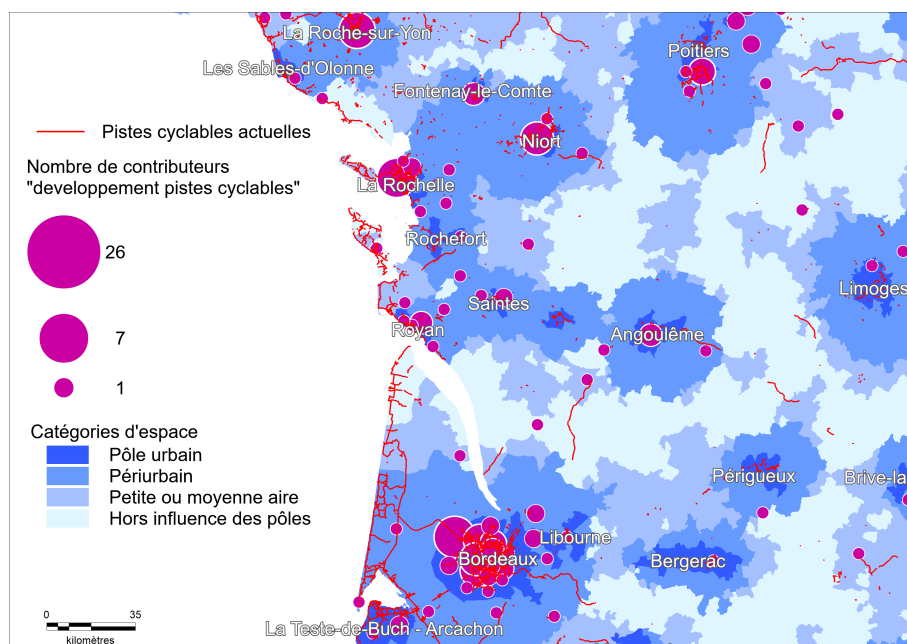 La Roche-sur-Yon
Poitiers
Les Sables-d'Olonne
Fontenay-le-Comte
Pistes cyclables actuelles
Niort
Nombre de contributeurs
"developpement pistes cyclables"
La Rochelle
26
Rochefort
Limoges
Saintes
7
Royan
Angoulême
1
Catégories d'espace
Pôle urbain
Périurbain
Petite ou moyenne aire
Hors influence des pôles
Périgueux
Brive-la
Libourne
Bordeaux
Bergerac
0
35
kilomètres
La Teste-de-Buch - Arcachon